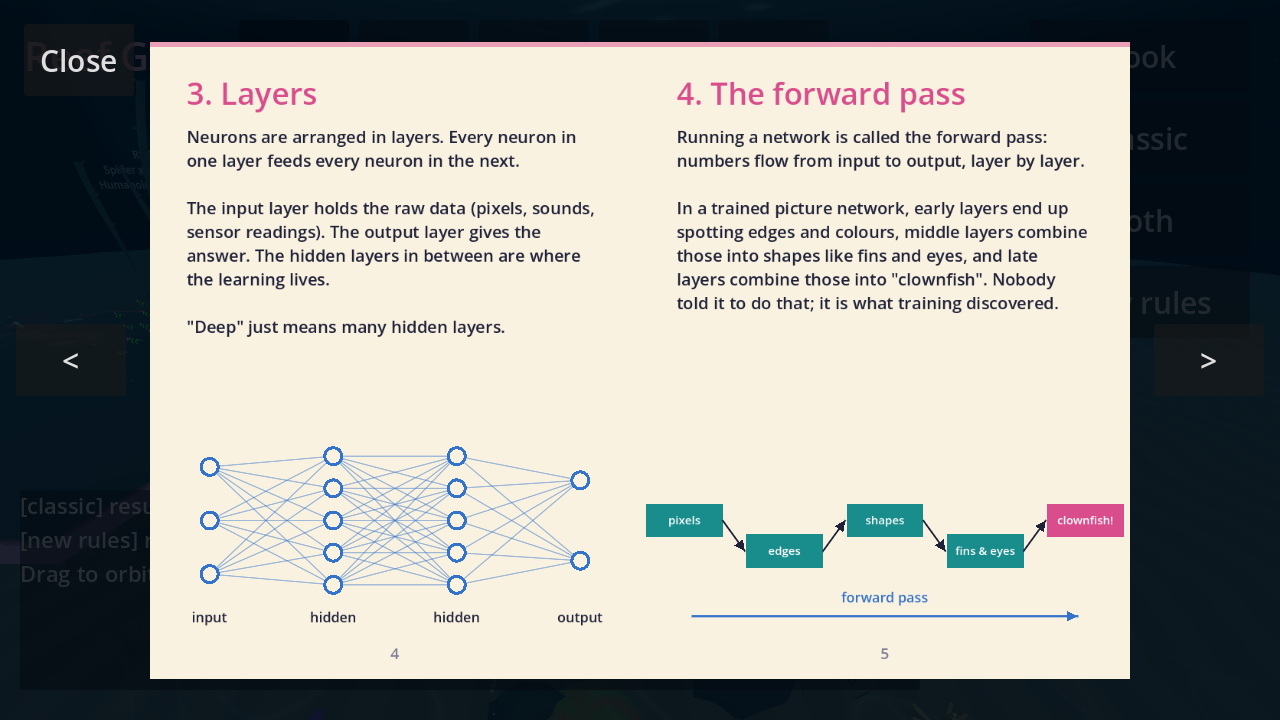 Close
3. Layers
Neurons are arranged in layers. Every neuron in
one layer feeds every neuron in the next.
The input layer holds the raw data (pixels, sounds,
sensor readings). The output layer gives the
answer. The hidden layers in between are where
the learning lives.
"Deep" just means many hidden layers.
input
hidden
hidden
output
4
4. The forward pass
Running a network is called the forward pass:
numbers flow from input to output, layer by layer.
In a trained picture network, early layers end up
spotting edges and colours, middle layers combine
those into shapes like fins and eyes, and late
layers combine those into "clownfish". Nobody
told it to do that; it is what training discovered.
pixels
edges
shapes
fins & eyes
clownfish!
forward pass
5
<
>
rules
[classic]
[new rules]
Drag to